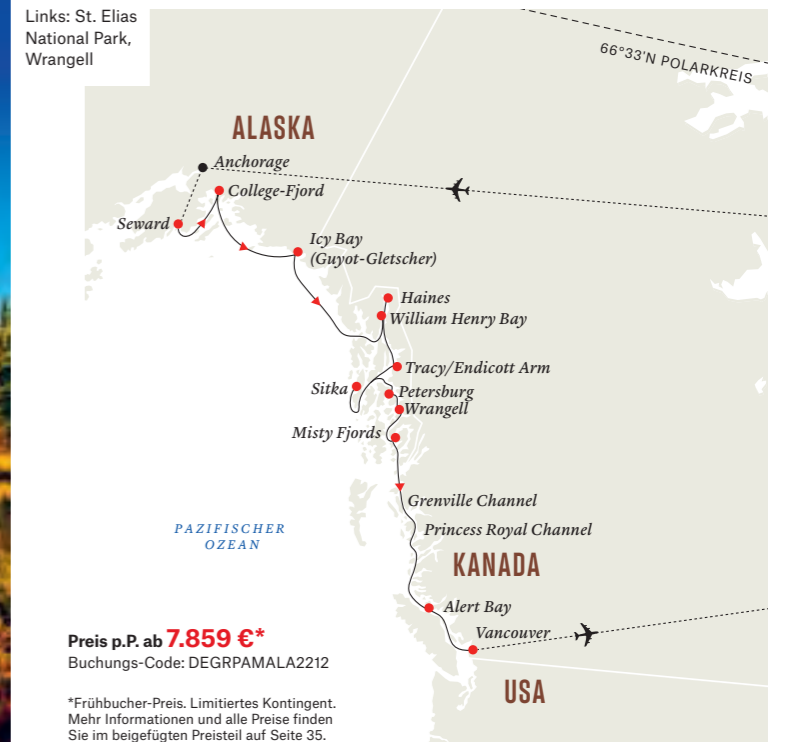 Links: St. Elias
National Park,
Wrangell
66°33'N POLARKREIS
ALASKA
Anchorage
College-Fjord
Seward
Icy Bay
(Guyot-Gletscher)
Haines
William Henry Bay
Tracy/Endicott Arm
Sitka
Petersburg
Wrangell
Misty Fjords
Grenville Channel
PAZIFISCHER
OZEAN
Princess Royal Channel
KANADA
Alert Bay
Vancouver
USA
Preis p.P. ab 7.859 €*
Buchungs-Code: DEGRPAMALA2212
*Frühbucher-Preis. Limitiertes Kontingent.
Mehr Informationen und alle Preise finden
Sie im beigefügten Preisteil auf Seite 35.